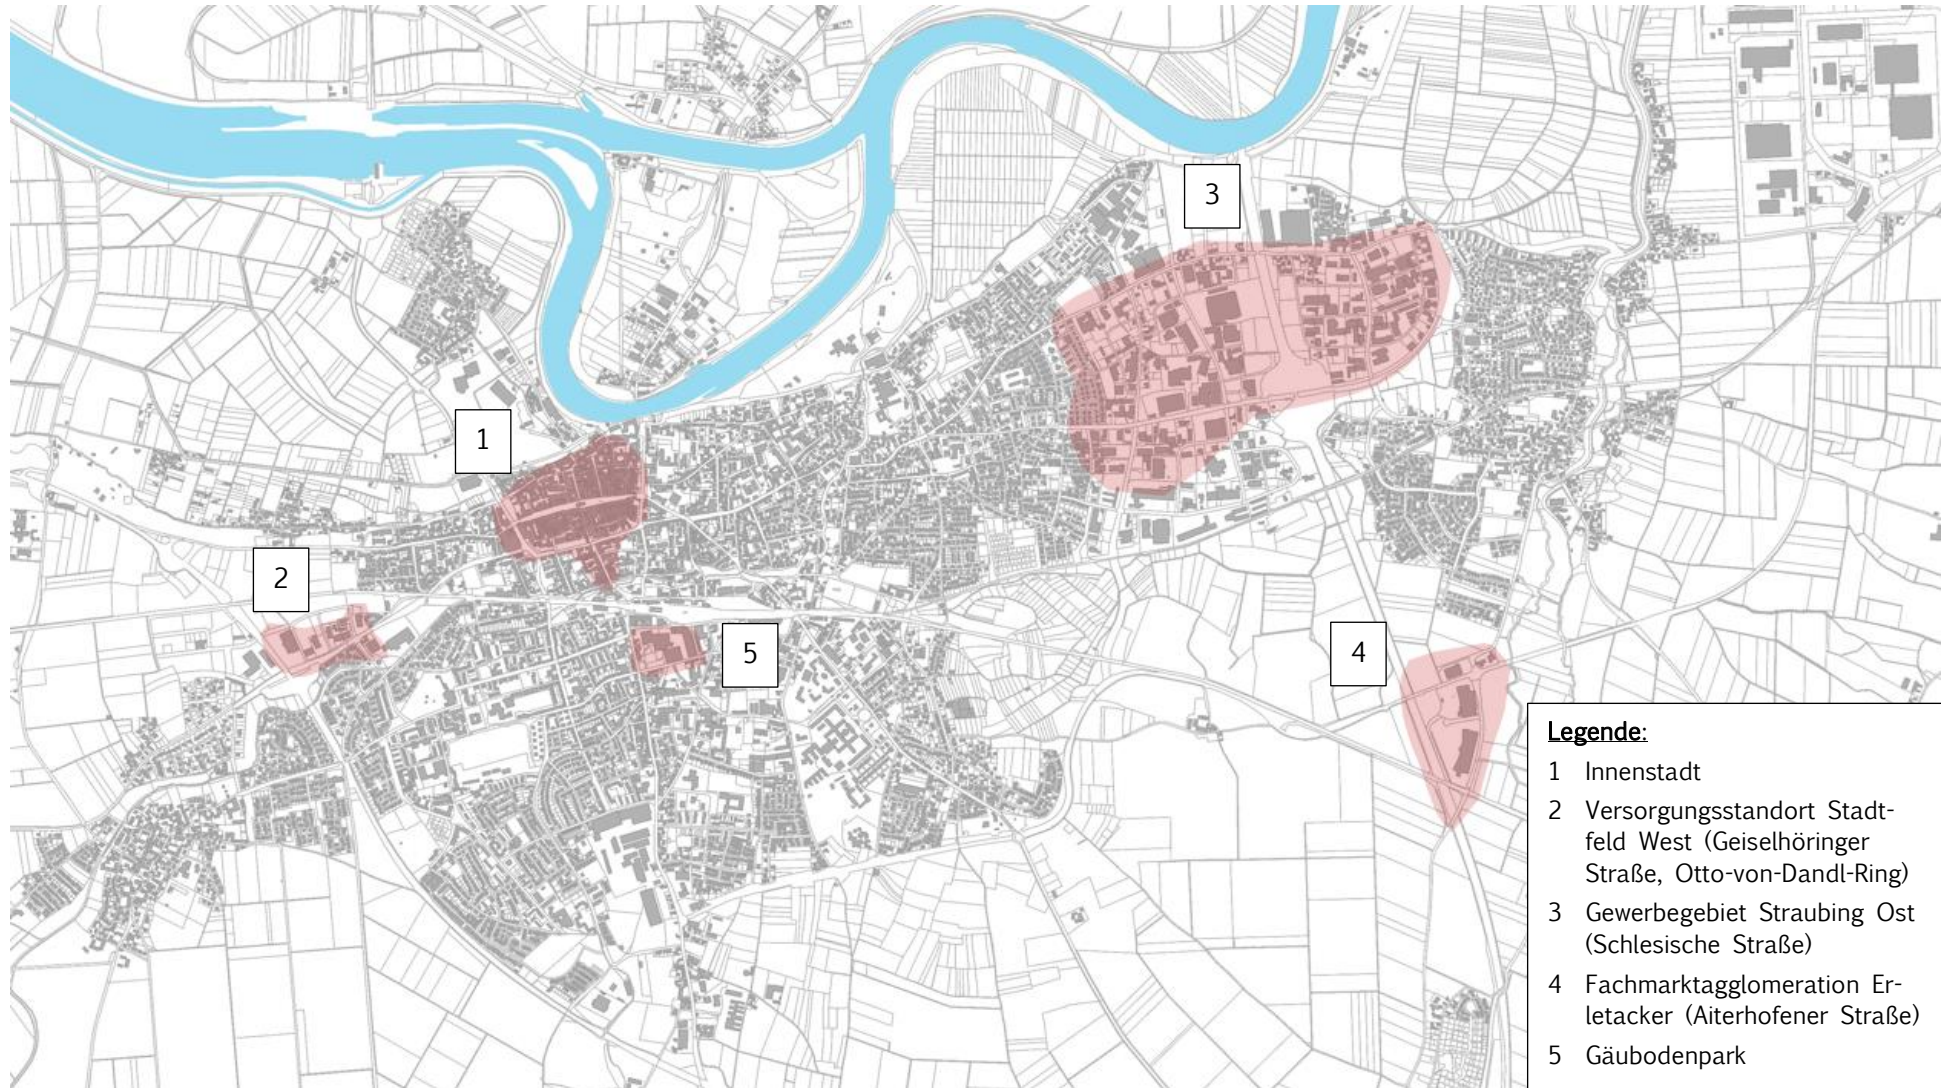 3
1
2
5
4
Legende:
1 Innenstadt
2 Versorgungsstandort Stadt-
feld West (Geiselhöringer
Straße, Otto-von-Dandl-Ring)
3 Gewerbegebiet Straubing Ost
(Schlesische Straße)
4 Fachmarktagglomeration Er-
letacker (Aiterhofener Straße)
5 Gäubodenpark